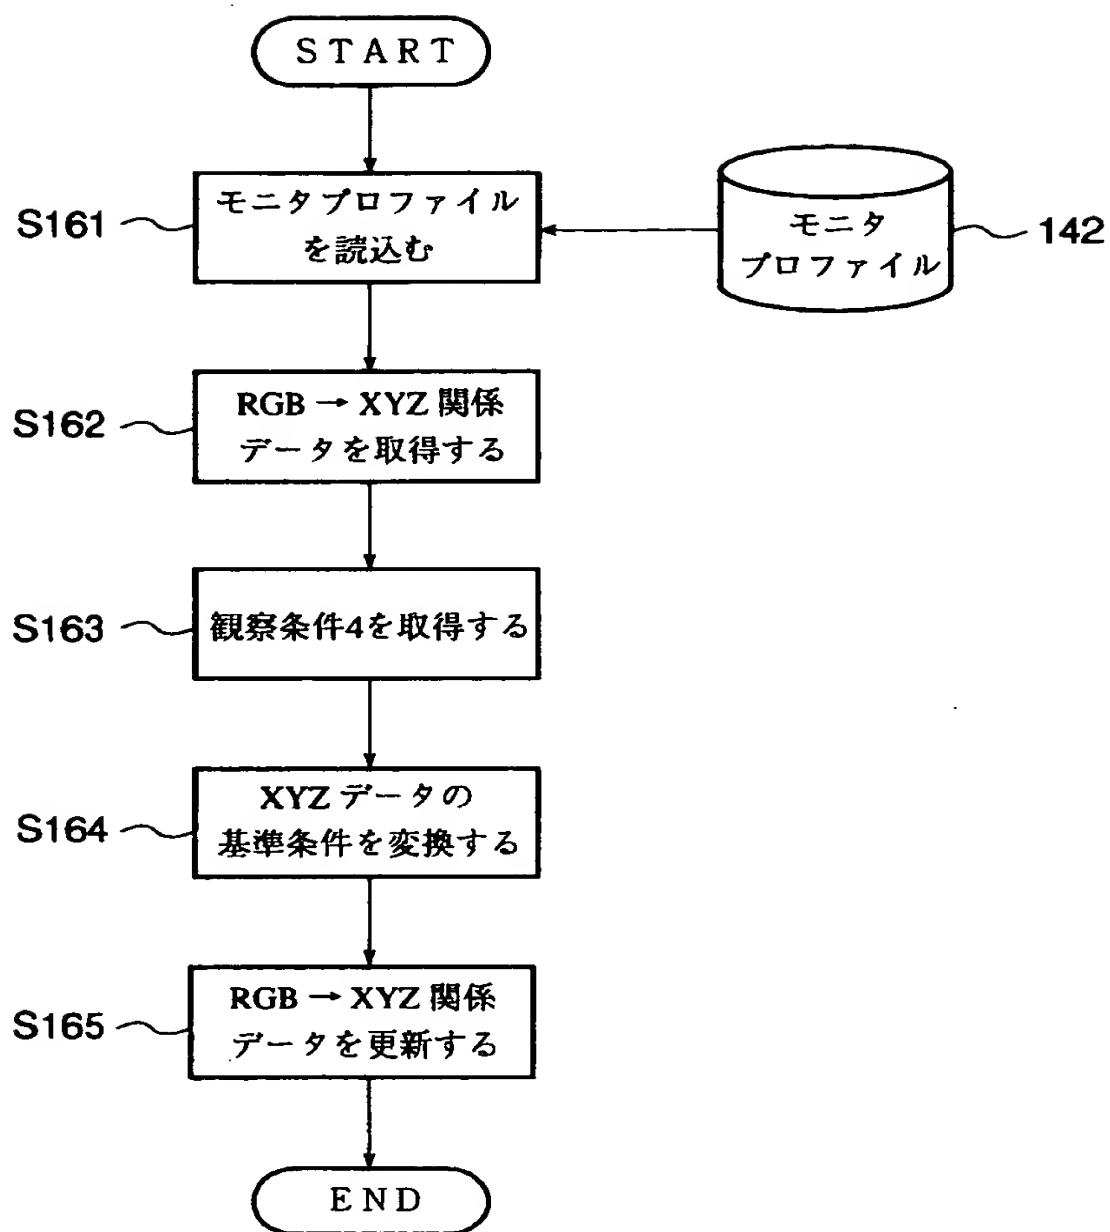 START
S161
モニタプロファイル
を読込む
モニタ
プロファイル
142
S162
RGB → XYZ 関係
データを取得する
S163
観察条件4を取得する
S164
XYZ データの
基準条件を変換する
S165
RGB → XYZ 関係
データを更新する
END